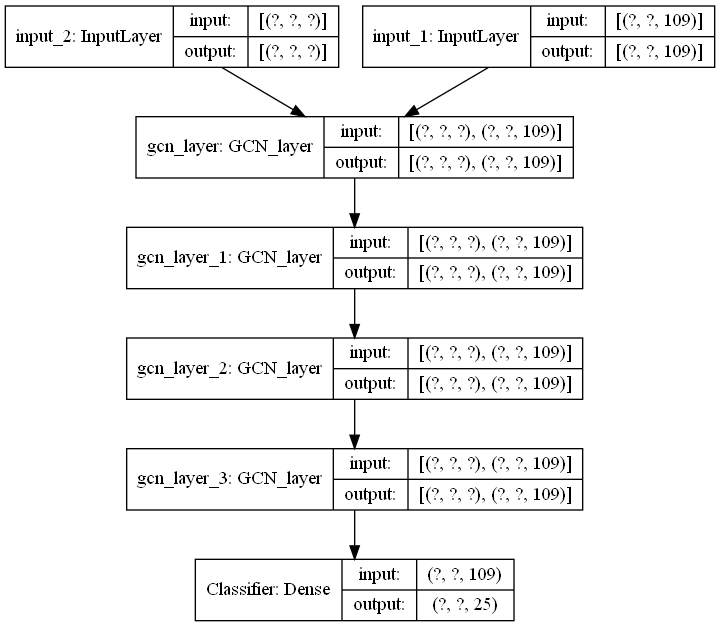 input_2: InputLayer
input: [(?, ?, ?)]
output: [(?, ?, ?)]
input_1: InputLayer
input: [(?, ?, 109)]
output: [(?, ?, 109)]
gcn_layer: GCN_layer
input: [(?, ?, ?), (?, ?, 109)]
output: [(?, ?, ?), (?, ?, 109)]
gcn_layer_1: GCN_layer
input: [(?, ?, ?), (?, ?, 109)]
output: [(?, ?, ?), (?, ?, 109)]
gcn_layer_2: GCN_layer
input: [(?, ?, ?), (?, ?, 109)]
output: [(?, ?, ?), (?, ?, 109)]
gcn_layer_3: GCN_layer
input: [(?, ?, ?), (?, ?, 109)]
output: [(?, ?, ?), (?, ?, 109)]
Classifier: Dense
input: (?, ?, 109)
output: (?, ?, 25)